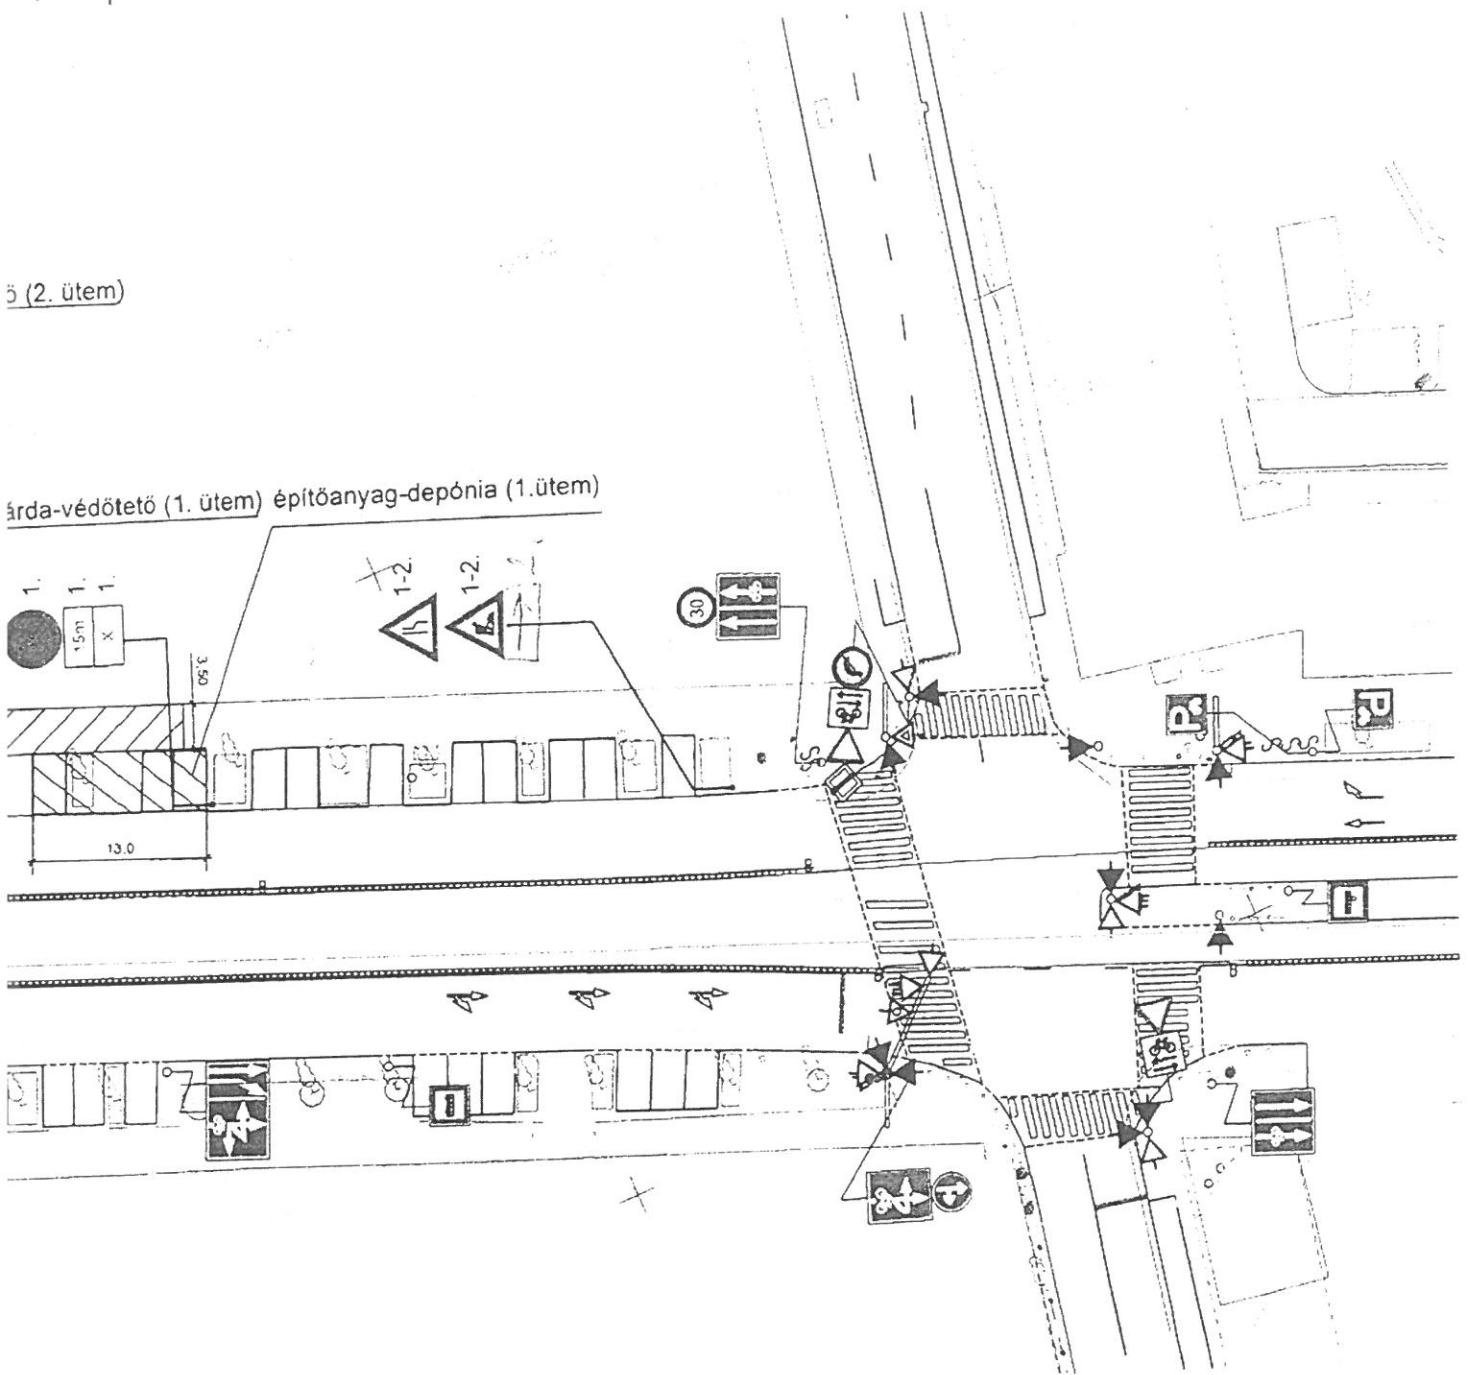 ő (2. ütem)
árda-védőtető (1. ütem) építőanyag-depónia (1.ütem)
1.
1.
1.
1-2.
1-2.
15m
X
30
3.50
P
P
13.0